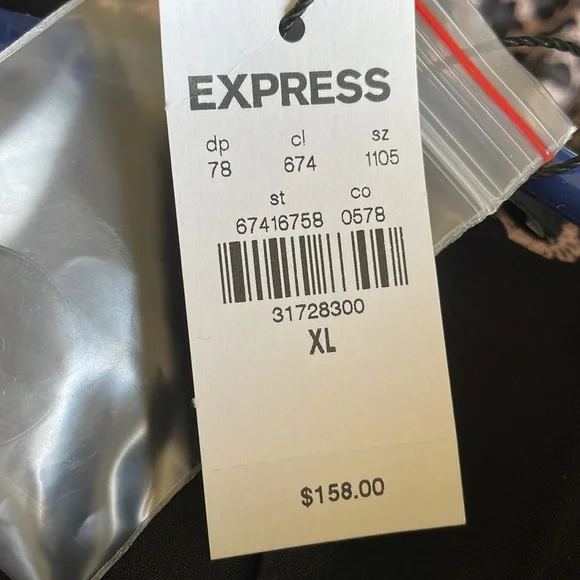 EXPRESS
dp cl sz
78 674 1105
st co
67416758 0578
31728300
XL
$158.00